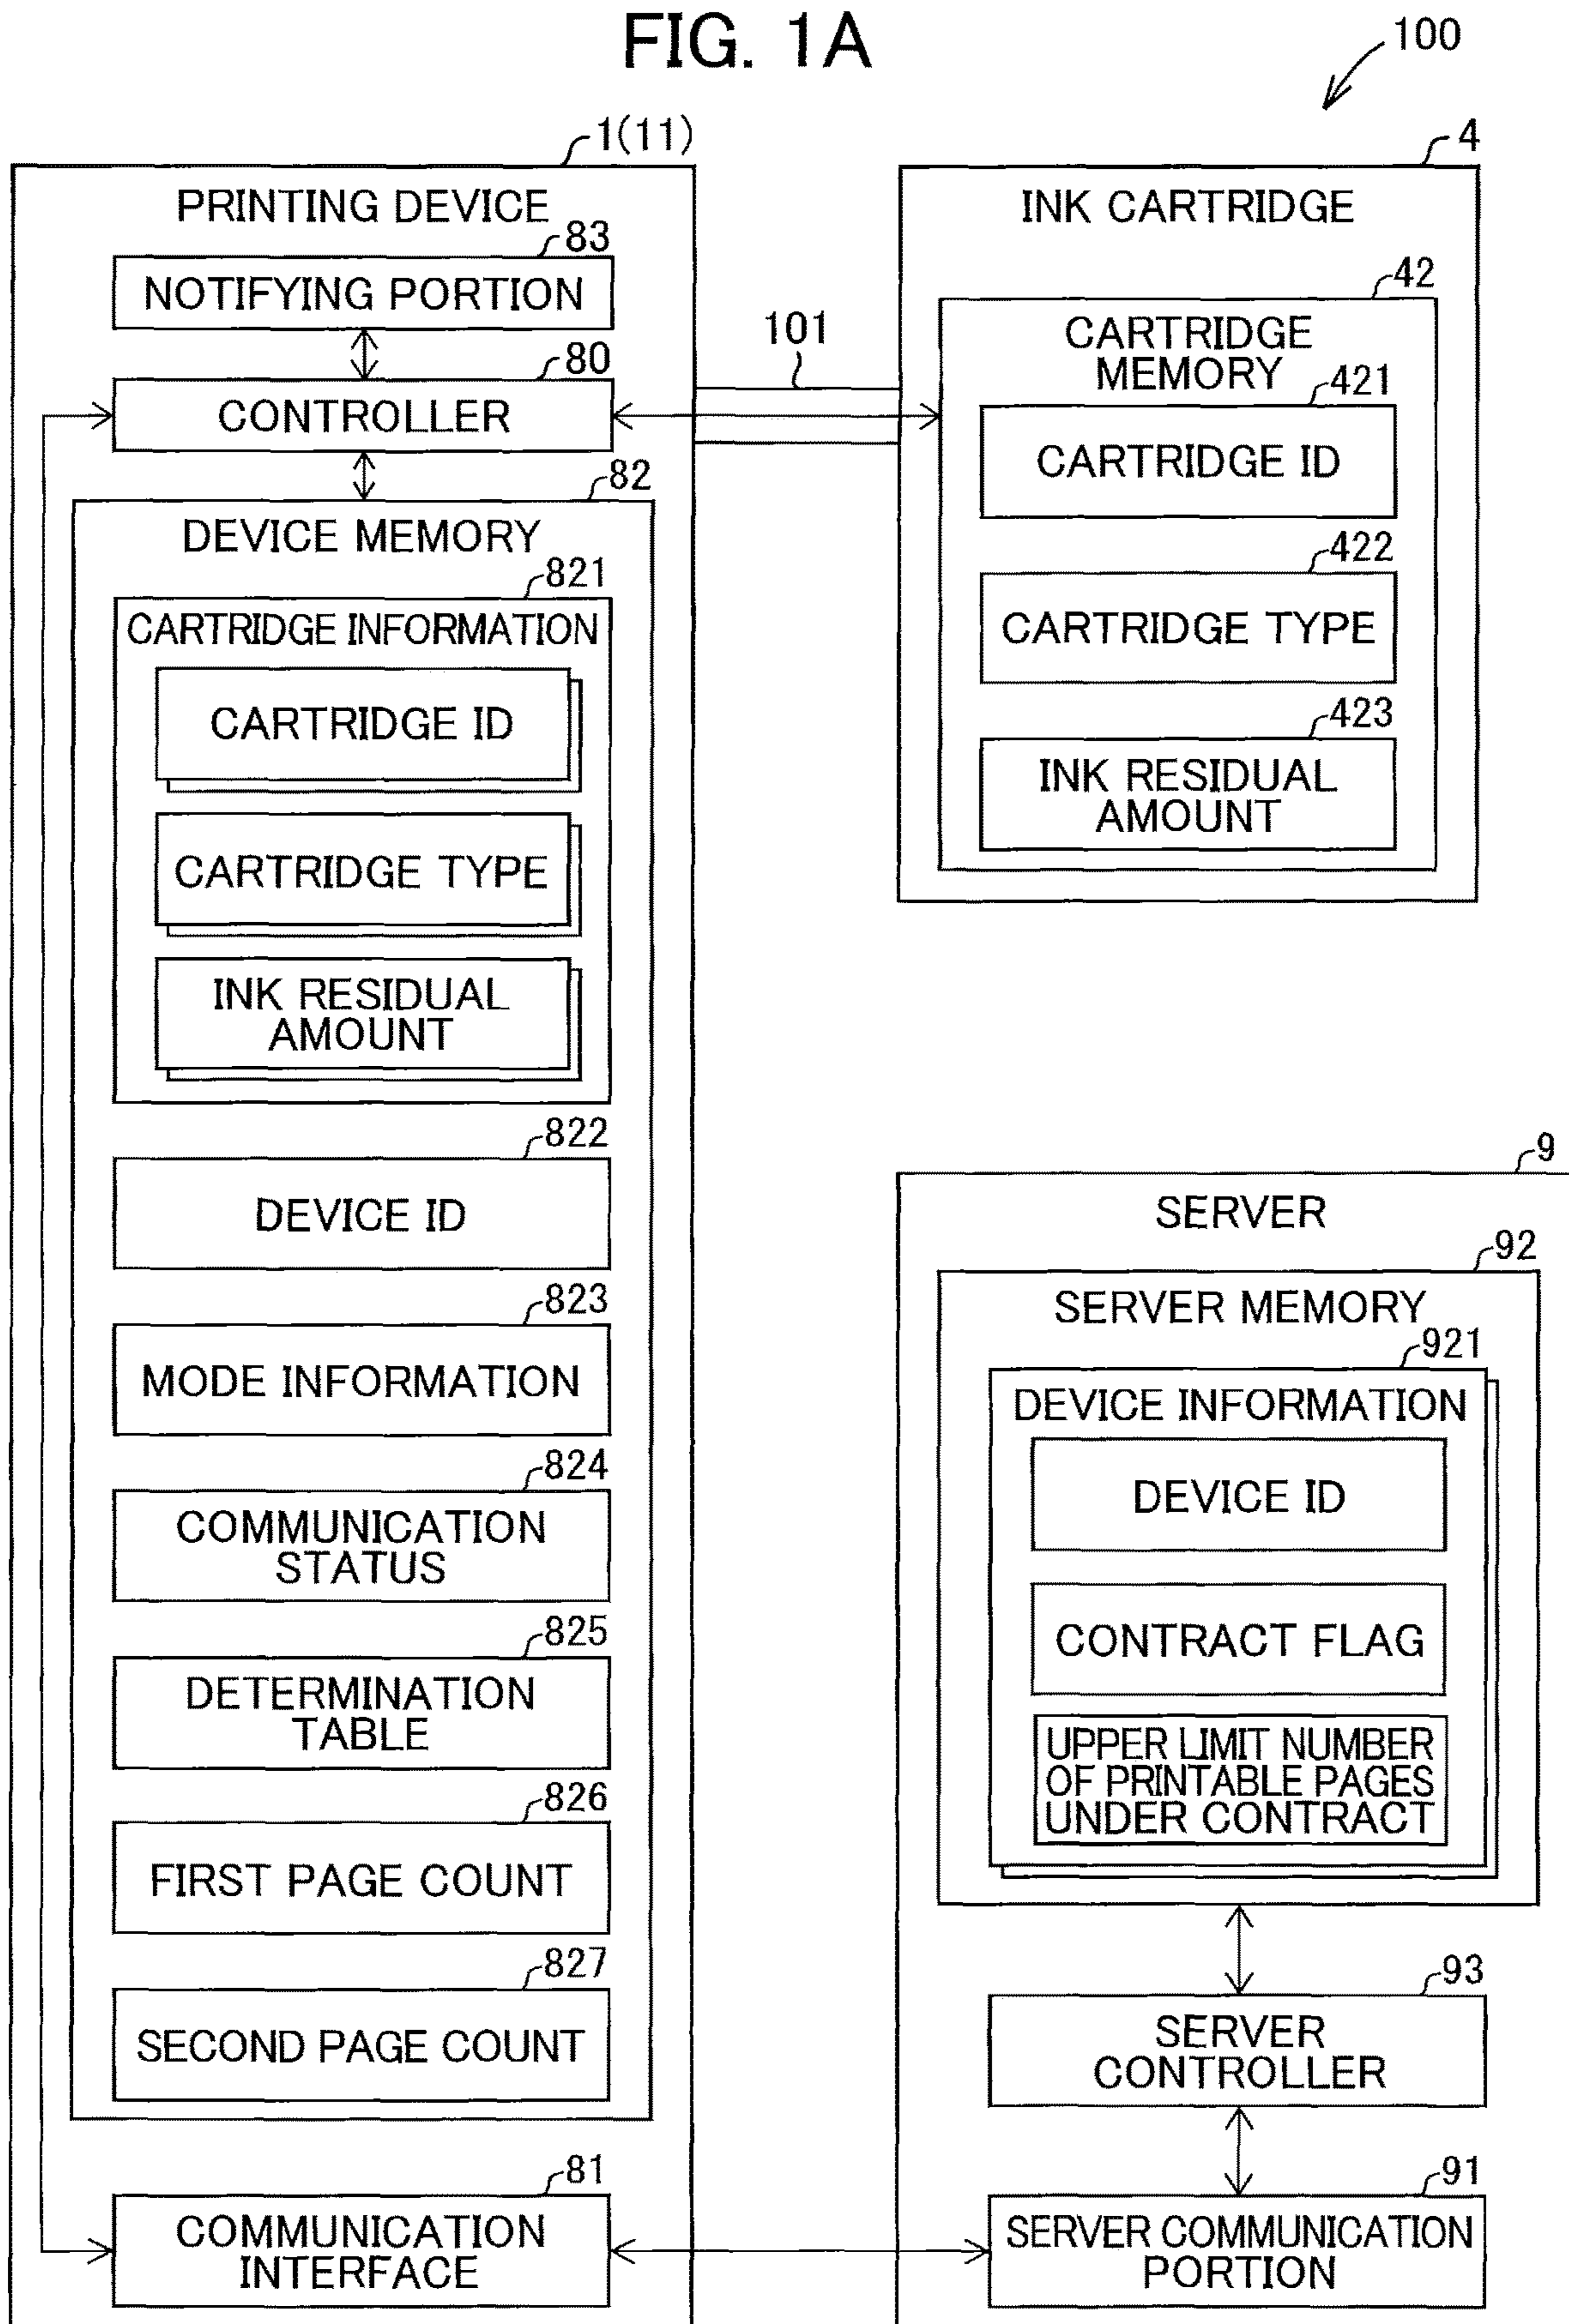 FIG. 1A
100
1(11)
PRINTING DEVICE
83
NOTIFYING PORTION
80
CONTROLLER
82
DEVICE MEMORY
821
CARTRIDGE INFORMATION
CARTRIDGE ID
CARTRIDGE TYPE
INK RESIDUAL
AMOUNT
822
DEVICE ID
823
MODE INFORMATION
824
COMMUNICATION
STATUS
825
DETERMINATION
TABLE
826
FIRST PAGE COUNT
827
SECOND PAGE COUNT
81
COMMUNICATION
INTERFACE
101
4
INK CARTRIDGE
42
CARTRIDGE
MEMORY
421
CARTRIDGE ID
422
CARTRIDGE TYPE
423
INK RESIDUAL
AMOUNT
9
SERVER
92
SERVER MEMORY
921
DEVICE INFORMATION
DEVICE ID
CONTRACT FLAG
UPPER LIMIT NUMBER
OF PRINTABLE PAGES
UNDER CONTRACT
93
SERVER
CONTROLLER
91
SERVER COMMUNICATION
PORTION